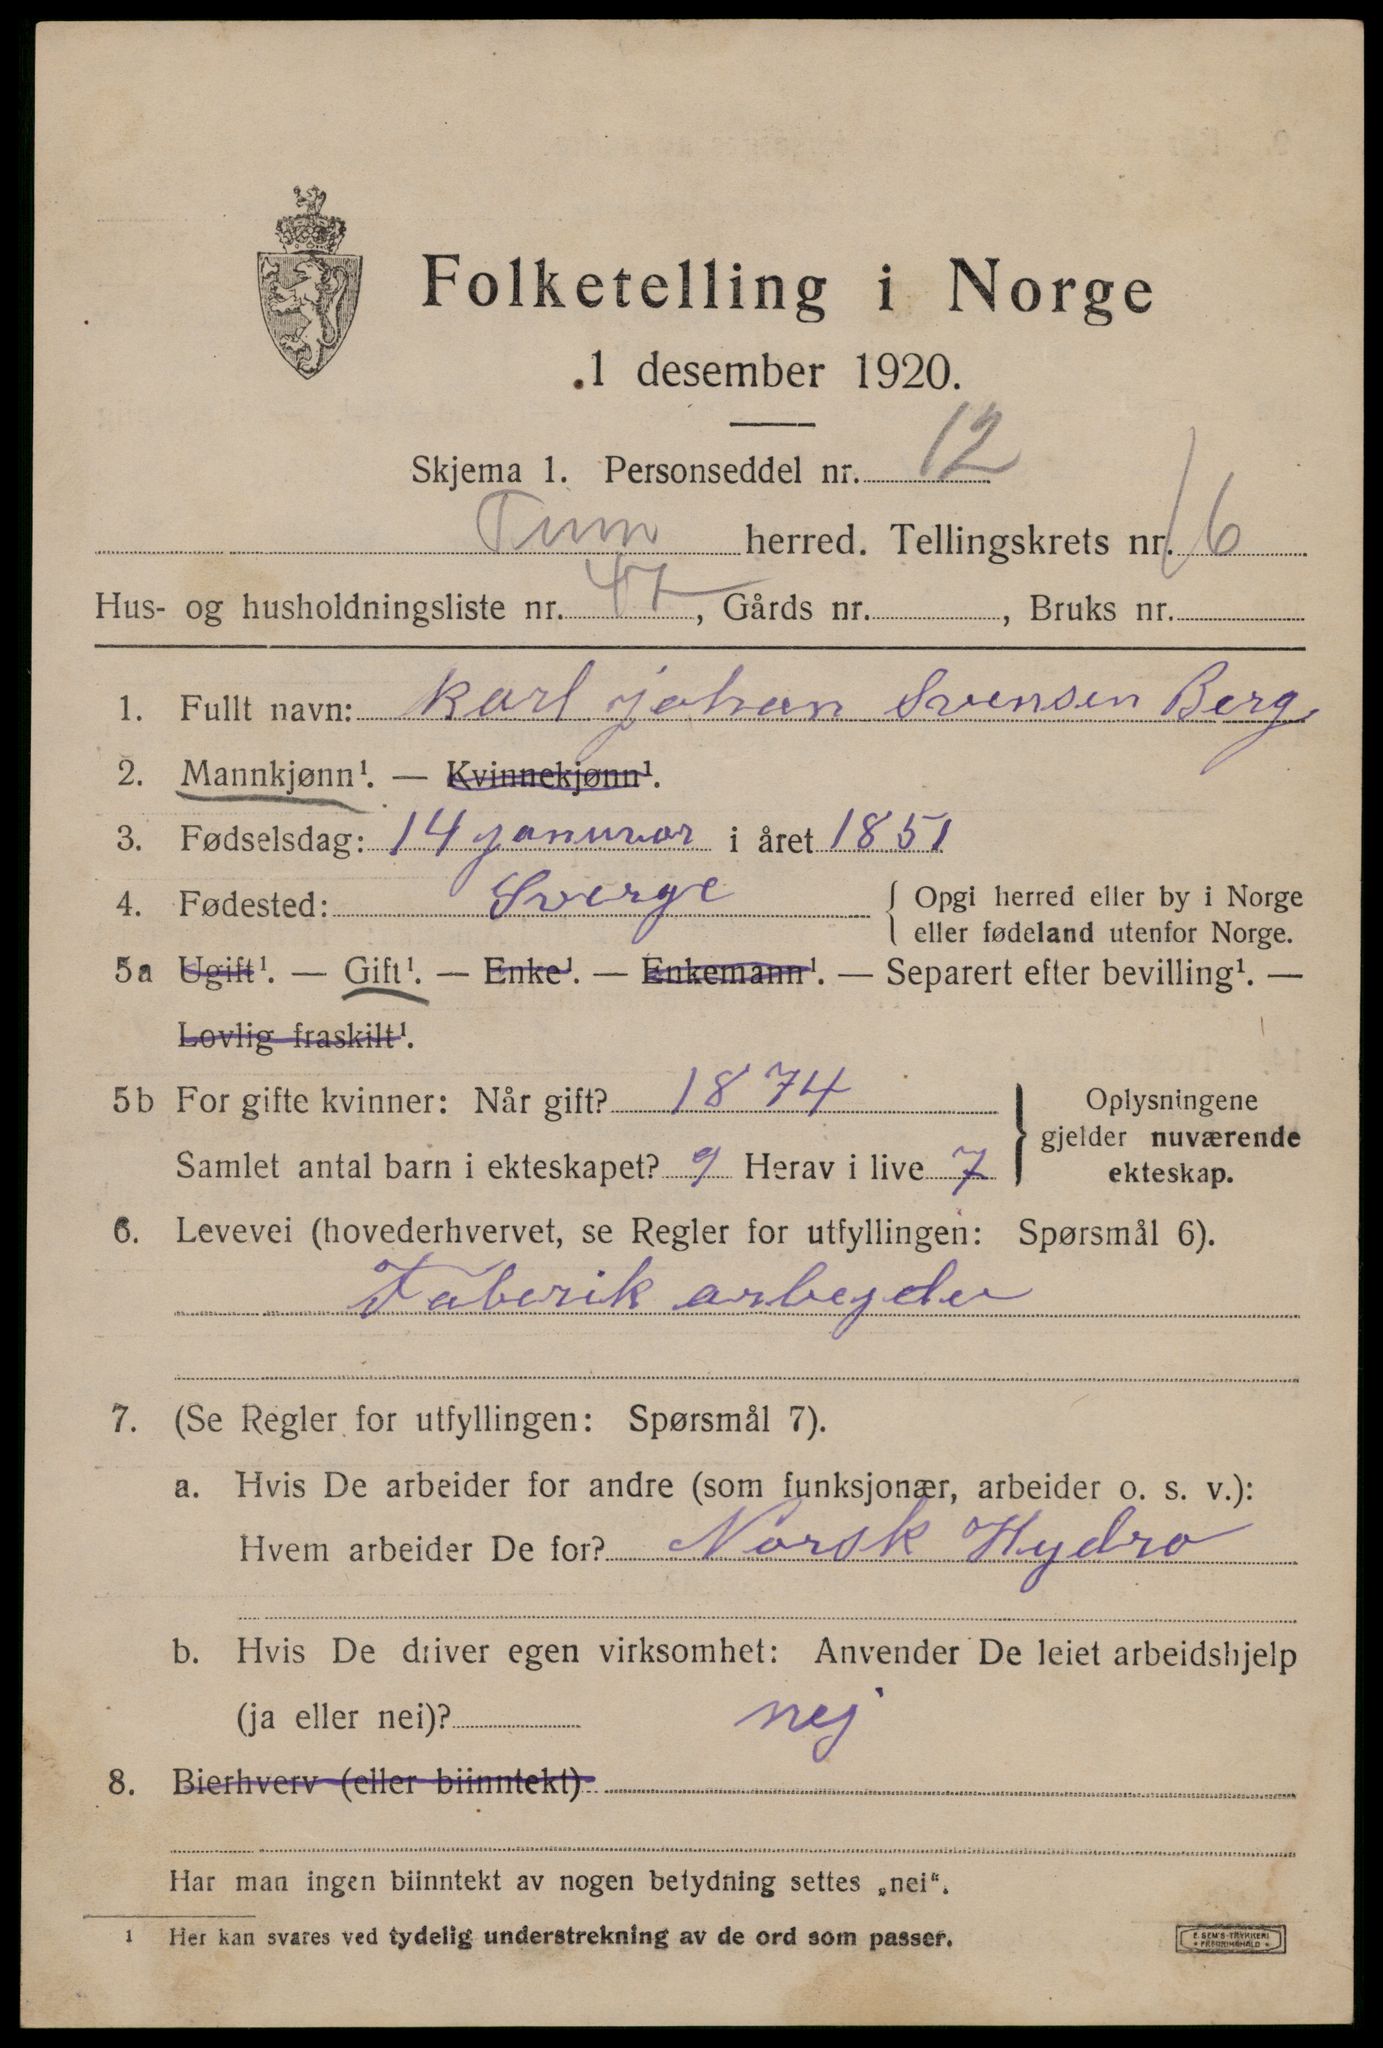 Folketelling i Norge
1 desember 1920.
Skjema 1. Personseddel nr. 12
Tinn herred. Tellingskrets nr. 16
Hus- og husholdningsliste nr. 47, Gårds nr. , Bruks nr.
1. Fullt navn: Karl johan Svensen Berg
2. Mannkjønn¹. — Kvinnekjønn¹.
3. Fødselsdag: 14 januvar i året 1851
4. Fødested: Sverge { Opgi herred eller by i Norge
eller fødeland utenfor Norge.
5a Ugift¹. — Gift¹. — Enke¹. — Enkemann¹. — Separert efter bevilling¹. —
Lovlig fraskilt¹.
5b For gifte kvinner: Når gift? 1874
Samlet antal barn i ekteskapet? 9 Herav i live 7
} Oplysningene
gjelder nuværende
ekteskap.
6. Levevei (hovederhvervet, se Regler for utfyllingen: Spørsmål 6).
Faberik arbeyder
7. (Se Regler for utfyllingen: Spørsmål 7).
a. Hvis De arbeider for andre (som funksjonær, arbeider o. s. v.):
Hvem arbeider De for? Norsk Hydro
b. Hvis De driver egen virksomhet: Anvender De leiet arbeidshjelp
(ja eller nei)? nej
8. Bierhverv (eller biinntekt)
Har man ingen biinntekt av nogen betydning settes „nei“.
¹ Her kan svares ved tydelig understrekning av de ord som passer.
E. SEM'S TRYKKERI
FREDRIKSHALD